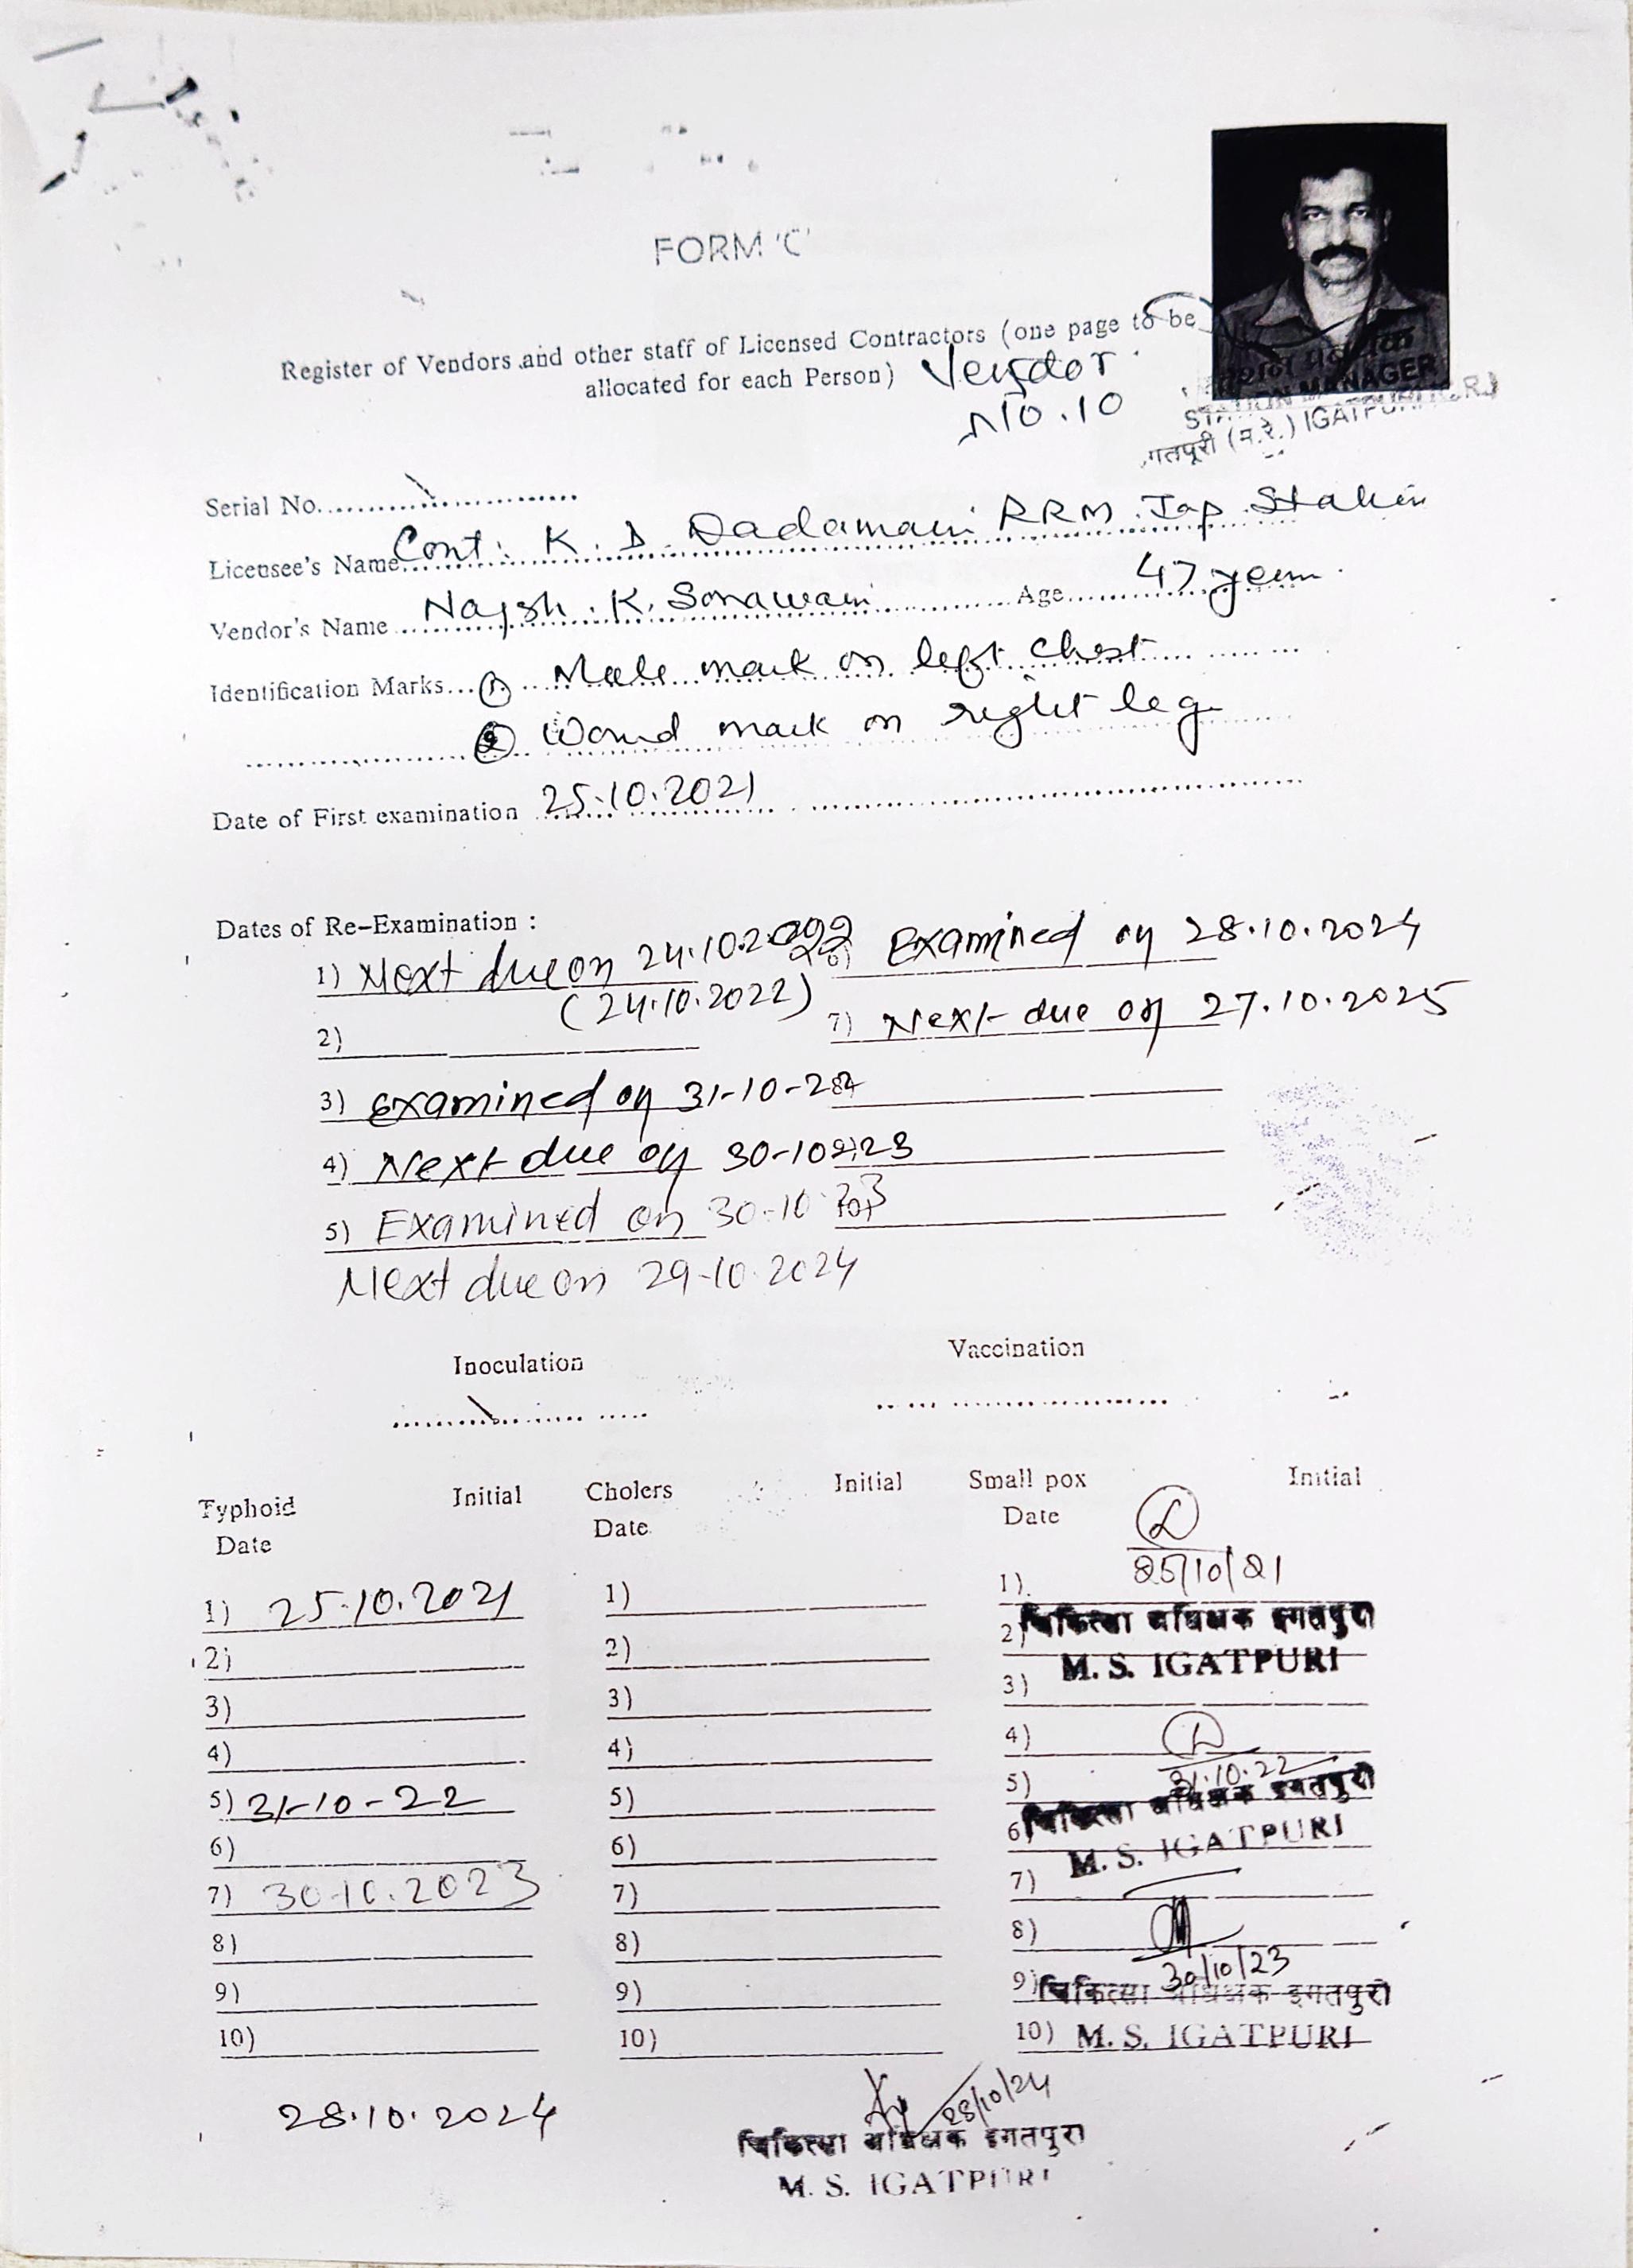 FORM 'C'
Register of Vendors and other staff of Licensed Contractors (one page to be
allocated for each Person) Vendor
No.10
STATION MANAGER
(म.रे.) IGATPURI (C.R.)
Serial No.
Licensee's Name Cont: K. D. Dadamani RRM Tap Stalin
Vendor's Name K. Sonawani Age 47 years
Identification Marks ① Mole mark on left chest
② Wound mark on right leg
Date of First examination 25.10.2021
Dates of Re-Examination :
1) Next due on 24.10.2022 6) Examined on 28.10.2024
(24.10.2022)
2) 7) Next due on 27.10.2025
3) Examined on 31-10-22
4) Next due on 30-10-23
5) Examined on 30-10-23
Next due on 29-10-2024
Inoculation Vaccination
Typhoid Initial Cholers Initial Small pox Initial
Date Date Date
1) 25.10.2021 1) 1) 25/10/21
2) 2) 2) चिकित्सा अधिक्षक इगतपुरी
M. S. IGATPURI
3) 3) 3)
4) 4) 4)
5) 31-10-22 5) 5) 31.10.22
6) 6) 6) चिकित्सा अधिक्षक इगतपुरी
M. S. IGATPURI
7) 30.10.2023 7) 7)
8) 8) 8)
30/10/23
9) 9) 9) चिकित्सा अधिक्षक इगतपुरी
10) 10) 10) M. S. IGATPURI
28.10.2024 28/10/24
चिकित्सा अधिक्षक इगतपुरी
M. S. IGATPURI